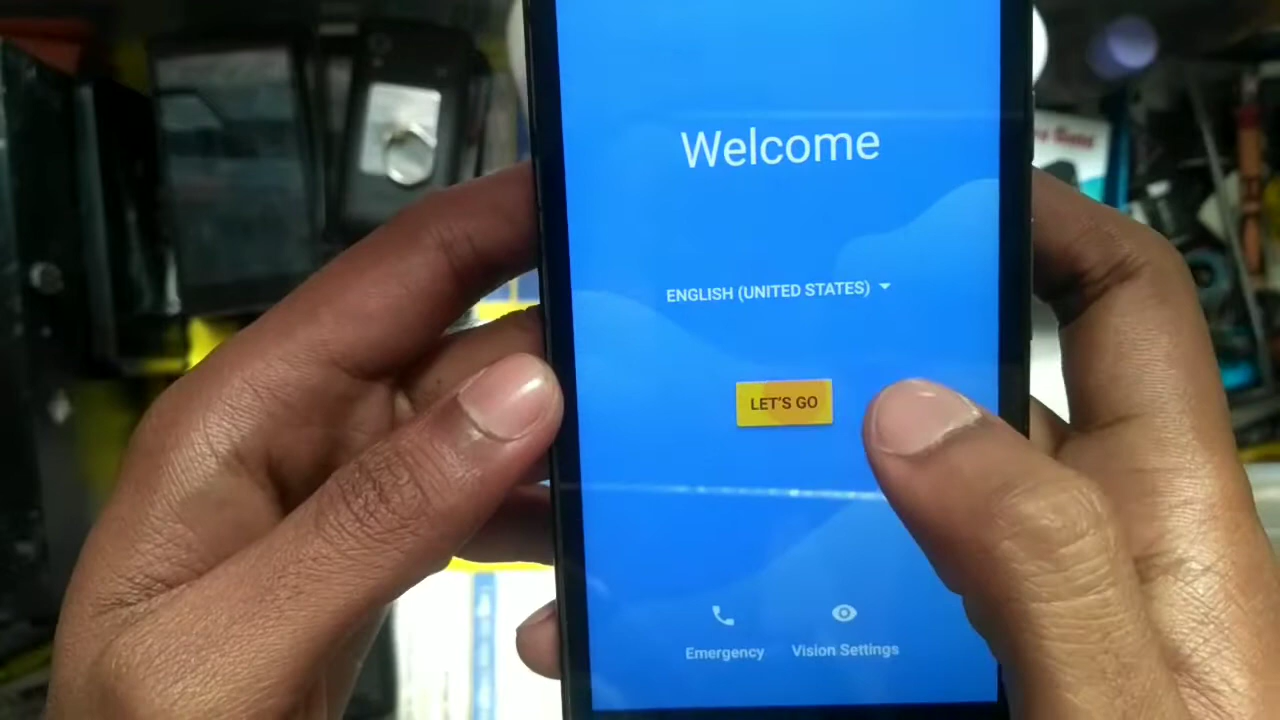 Welcome
ENGLISH (UNITED STATES)
LET'S GO
Emergency
Vision Settings